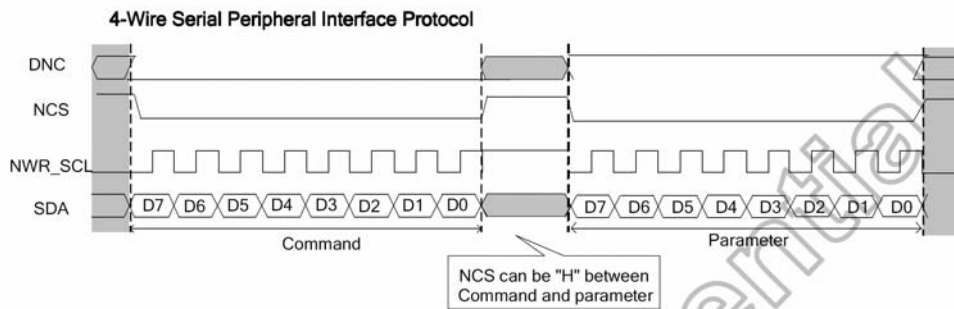 4-Wire Serial Peripheral Interface Protocol
DNC
NCS
NWR_SCL
SDA
D7 D6 D5 D4 D3 D2 D1 D0
D7 D6 D5 D4 D3 D2 D1 D0
Command
Parameter
NCS can be "H" between
Command and parameter
ential